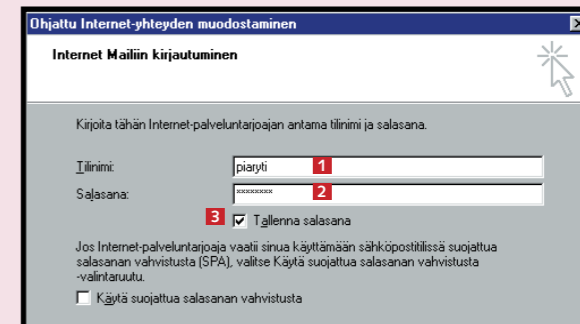 Ohjattu Internet-yhteyden muodostaminen
Internet Mailiin kirjautuminen
Kirjoita tähän Internet-palveluntarjoajan antama tilinimi ja salasana.
Tilinimi: piaryti 1
Salasana: xxxxxxxx 2
3 Tallenna salasana
Jos Internet-palveluntarjoaja vaatii sinua käyttämään sähköpostitilissä suojattua
salasanan vahvistusta (SPA), valitse Käytä suojattua salasanan vahvistusta
-valintaruutu.
Käytä suojattua salasanan vahvistusta